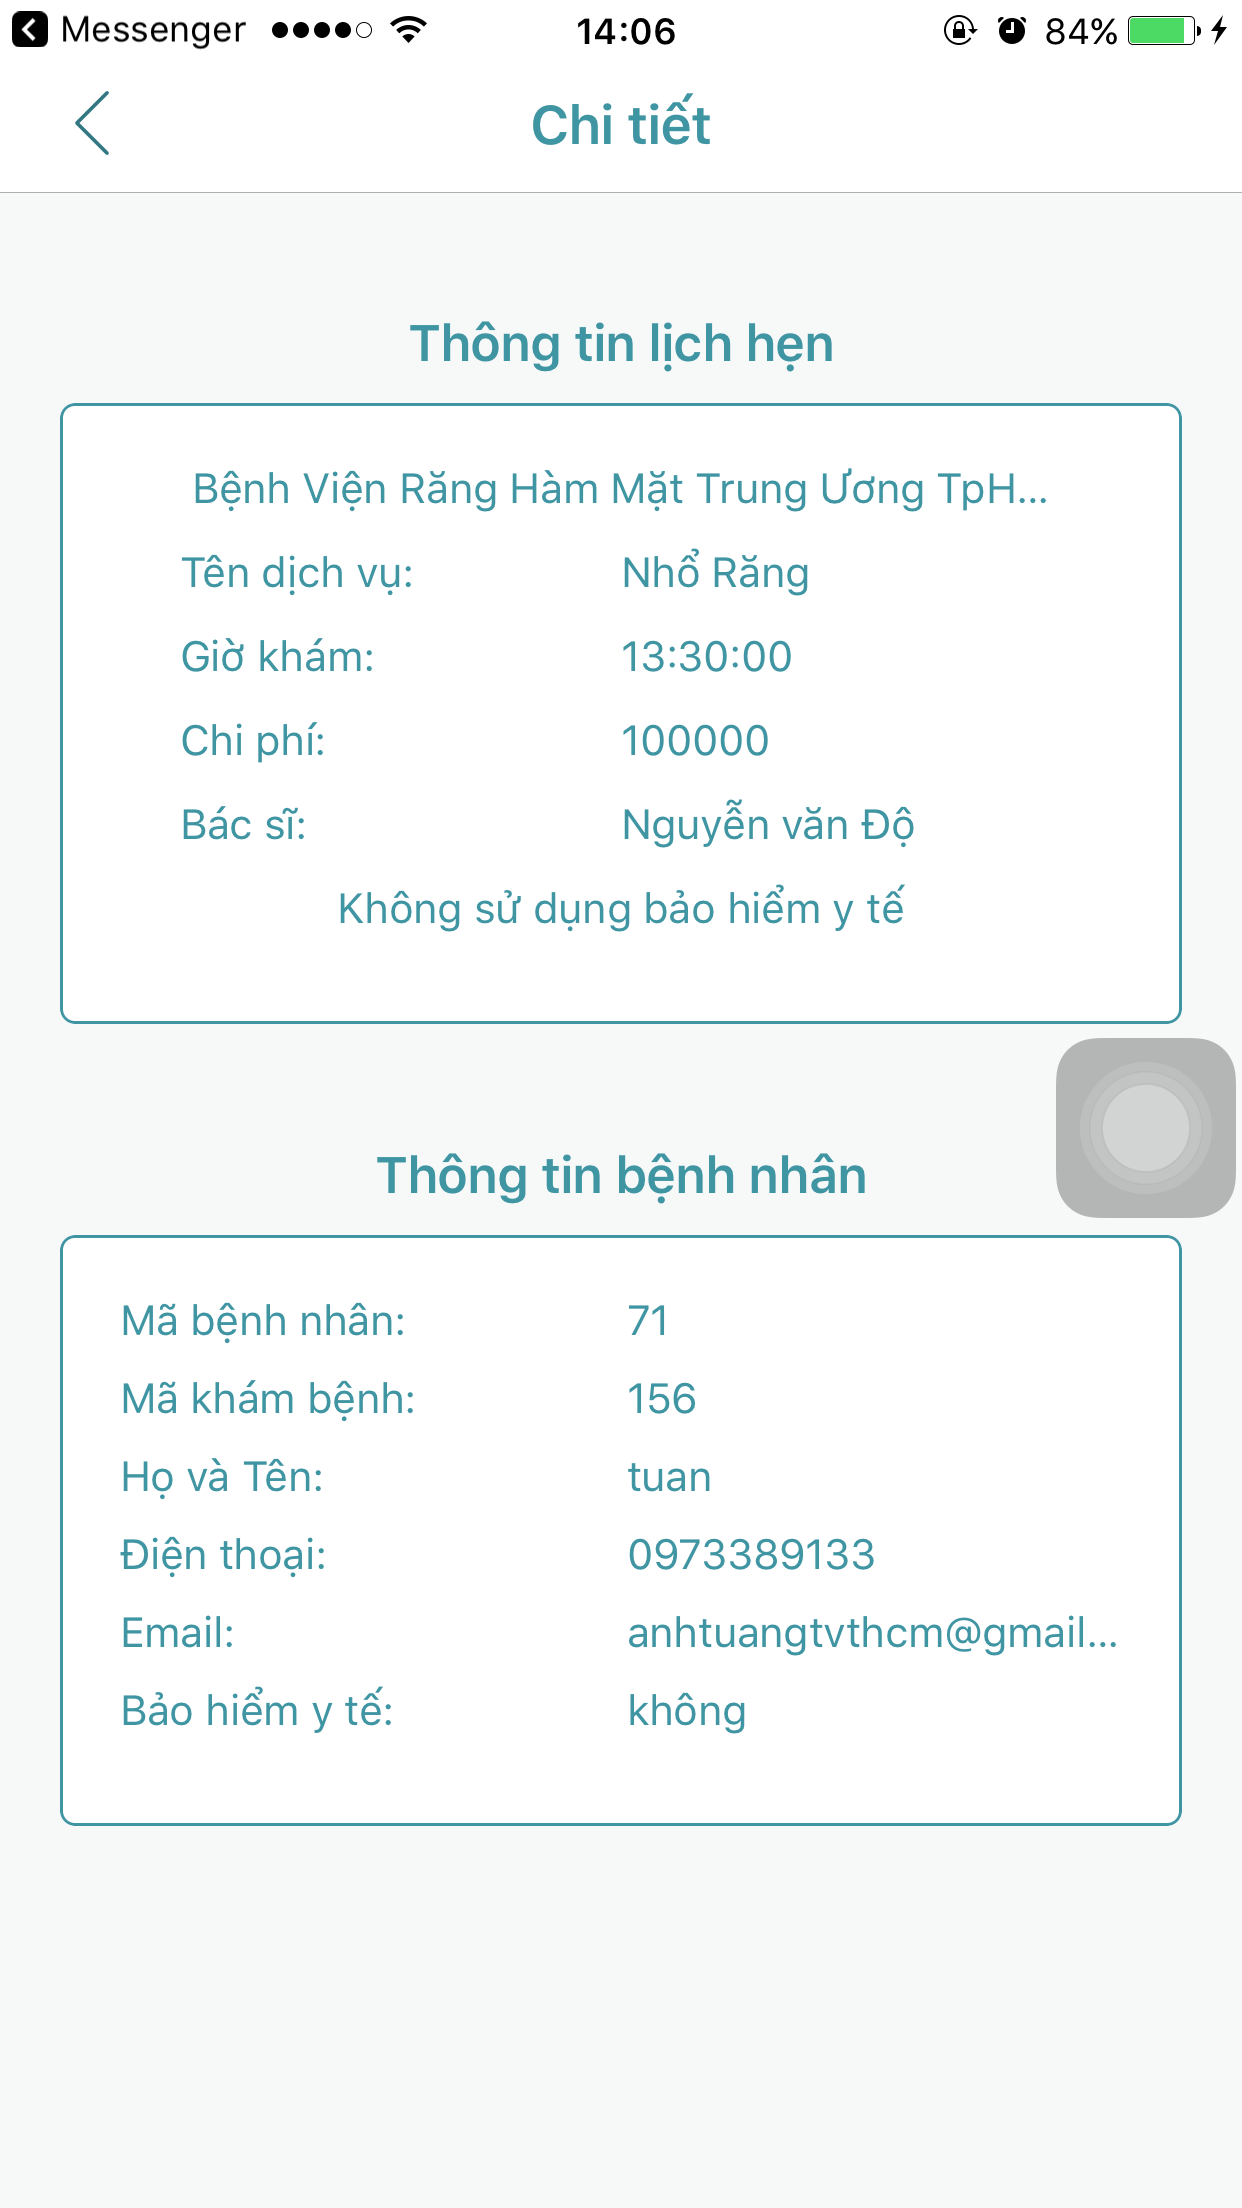 Messenger
14:06
84%
Chi tiết
Thông tin lịch hẹn
Bệnh Viện Răng Hàm Mặt Trung Ương TpH...
Tên dịch vụ: Nhổ Răng
Giờ khám: 13:30:00
Chi phí: 100000
Bác sĩ: Nguyễn văn Độ
Không sử dụng bảo hiểm y tế
Thông tin bệnh nhân
Mã bệnh nhân: 71
Mã khám bệnh: 156
Họ và Tên: tuan
Điện thoại: 0973389133
Email: anhtuangtvthcm@gmail...
Bảo hiểm y tế: không